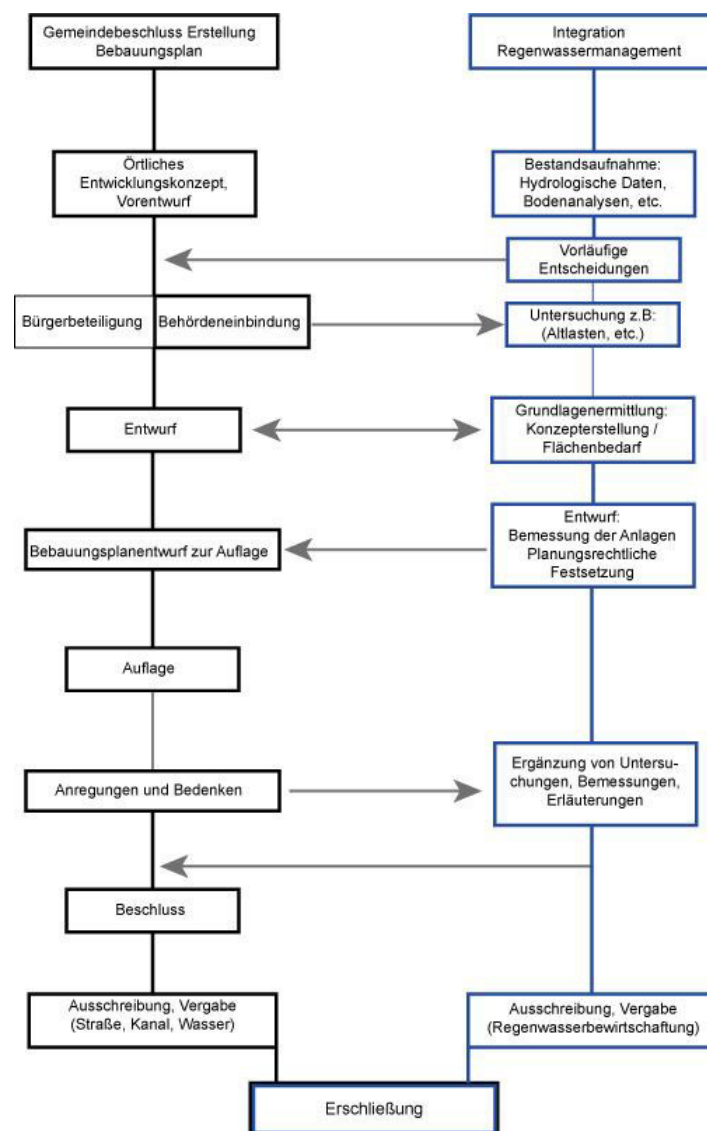 Gemeindebeschluss Erstellung
Bebauungsplan
Integration
Regenwassermanagement
Örtliches
Entwicklungskonzept,
Vorentwurf
Bestandsaufnahme:
Hydrologische Daten,
Bodenanalysen, etc.
Vorläufige
Entscheidungen
Bürgerbeteiligung
Behördeneinbindung
Untersuchung z.B:
(Altlasten, etc.)
Entwurf
Grundlagenermittlung:
Konzepterstellung /
Flächenbedarf
Bebauungsplanentwurf zur Auflage
Entwurf:
Bemessung der Anlagen
Planungsrechtliche
Festsetzung
Auflage
Anregungen und Bedenken
Ergänzung von Untersu-
chungen, Bemessungen,
Erläuterungen
Beschluss
Ausschreibung, Vergabe
(Straße, Kanal, Wasser)
Ausschreibung, Vergabe
(Regenwasserbewirtschaftung)
Erschließung